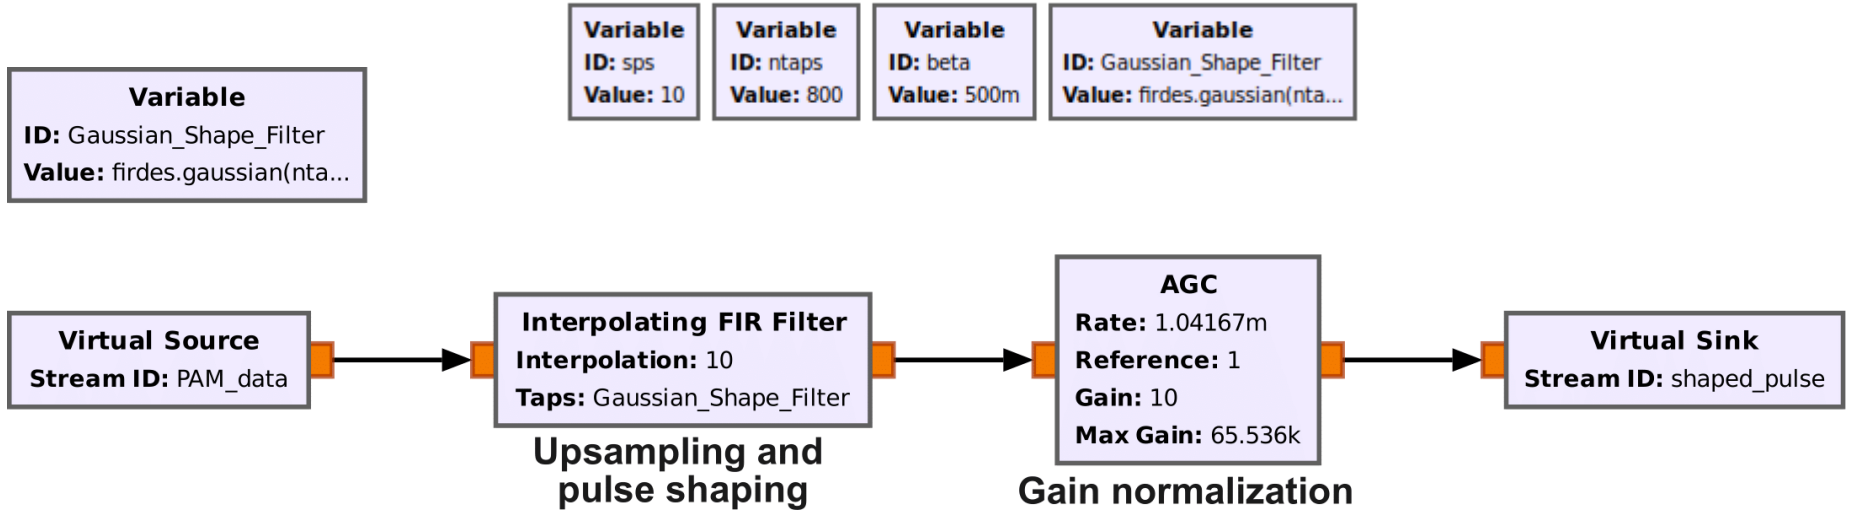 Variable
ID: sps
Value: 10
Variable
ID: ntaps
Value: 800
Variable
ID: beta
Value: 500m
Variable
ID: Gaussian_Shape_Filter
Value: firdes.gaussian(nta...
Variable
ID: Gaussian_Shape_Filter
Value: firdes.gaussian(nta...
Virtual Source
Stream ID: PAM_data
Interpolating FIR Filter
Interpolation: 10
Taps: Gaussian_Shape_Filter
Upsampling and
pulse shaping
AGC
Rate: 1.04167m
Reference: 1
Gain: 10
Max Gain: 65.536k
Gain normalization
Virtual Sink
Stream ID: shaped_pulse